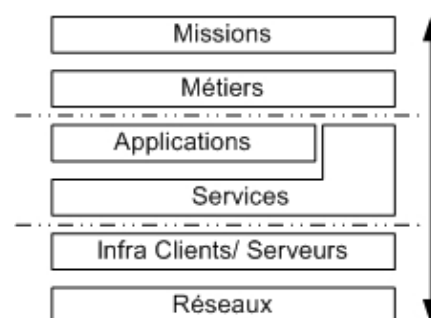 Missions
Métiers
Applications
Services
Infra Clients/ Serveurs
Réseaux